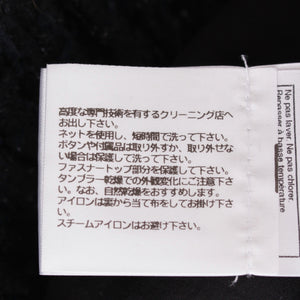 高度な専門技術を有するクリーニング店へ
お出し下さい。
ネットを使用し、短時間で洗って下さい。
ボタンや付属品は取り外すか、取り外せな
い場合は保護して洗って下さい。
ファスナートップ部分を保護して下さい。
タンブラー乾燥での外観変化にご注意下
さい。なお、自然乾燥をおすすめします。
アイロンは裏から当て布をしてお掛け下さ
い。
スチームアイロンはお避け下さい。
Ne pas laver. Ne pas chlorer.
Repasser à basse température